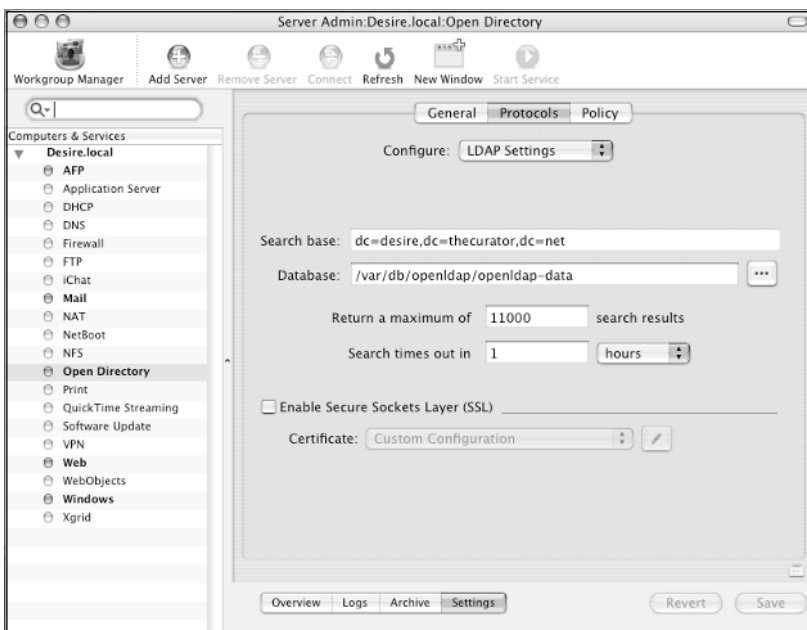 Server Admin:Desire.local:Open Directory
Workgroup Manager Add Server Remove Server Connect Refresh New Window Start Service
Computers & Services
Desire.local
AFP
Application Server
DHCP
DNS
Firewall
FTP
iChat
Mail
NAT
NetBoot
NFS
Open Directory
Print
QuickTime Streaming
Software Update
VPN
Web
WebObjects
Windows
Xgrid
General Protocols Policy
Configure: LDAP Settings
Search base: dc=desire,dc=thecurator,dc=net
Database: /var/db/openldap/openldap-data ...
Return a maximum of 11000 search results
Search times out in 1 hours
Enable Secure Sockets Layer (SSL)
Certificate: Custom Configuration
Overview Logs Archive Settings
Revert Save